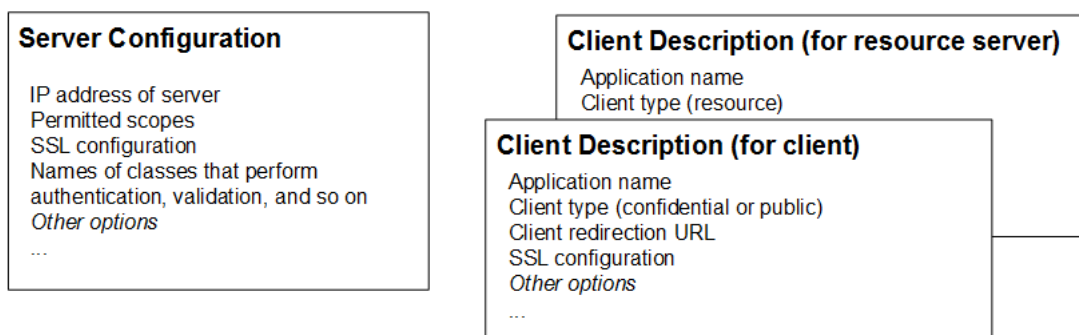 Server Configuration
IP address of server
Permitted scopes
SSL configuration
Names of classes that perform
authentication, validation, and so on
Other options
...
Client Description (for resource server)
Application name
Client type (resource)
Client Description (for client)
Application name
Client type (confidential or public)
Client redirection URL
SSL configuration
Other options
...